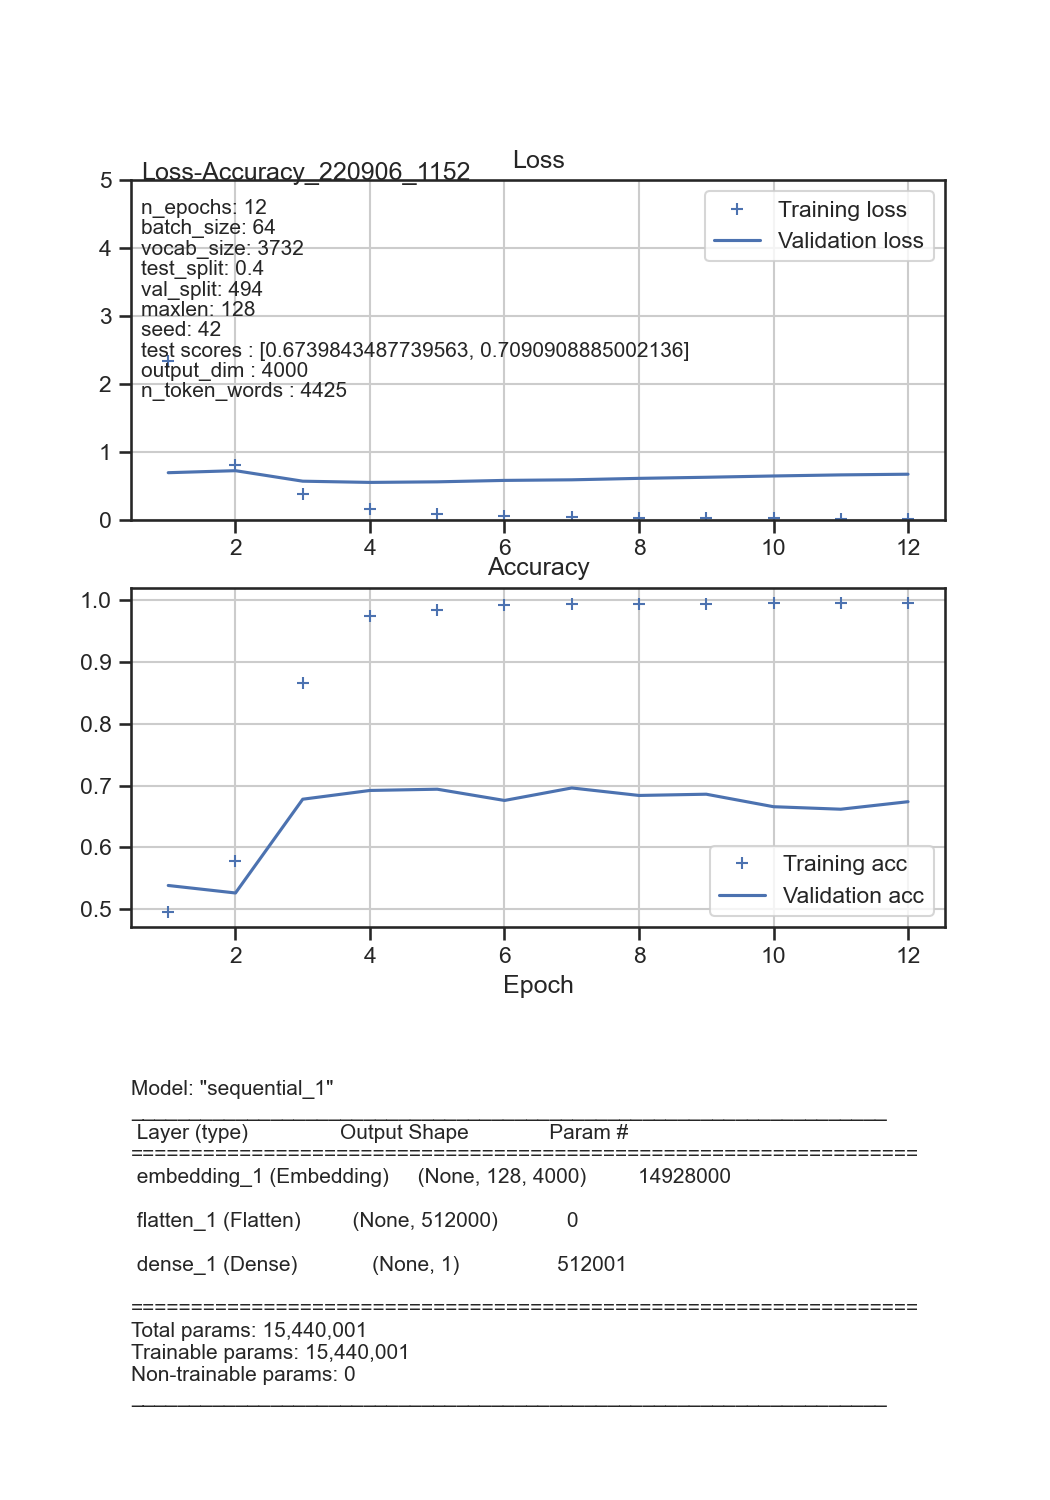 Loss
Loss-Accuracy_220906_1152
5
n_epochs: 12
batch_size: 64
vocab_size: 3732
test_split: 0.4
val_split: 494
maxlen: 128
seed: 42
test scores : [0.6739843487739563, 0.7090908885002136]
output_dim : 4000
n_token_words : 4425
Training loss
Validation loss
4
3
2
1
0
2 4 6 8 10 12
Accuracy
1.0
0.9
0.8
0.7
0.6
0.5
Training acc
Validation acc
2 4 6 8 10 12
Epoch
Model: "sequential_1"
_________________________________________________________________
Layer (type) Output Shape Param #
=================================================================
embedding_1 (Embedding) (None, 128, 4000) 14928000
flatten_1 (Flatten) (None, 512000) 0
dense_1 (Dense) (None, 1) 512001
=================================================================
Total params: 15,440,001
Trainable params: 15,440,001
Non-trainable params: 0
_________________________________________________________________